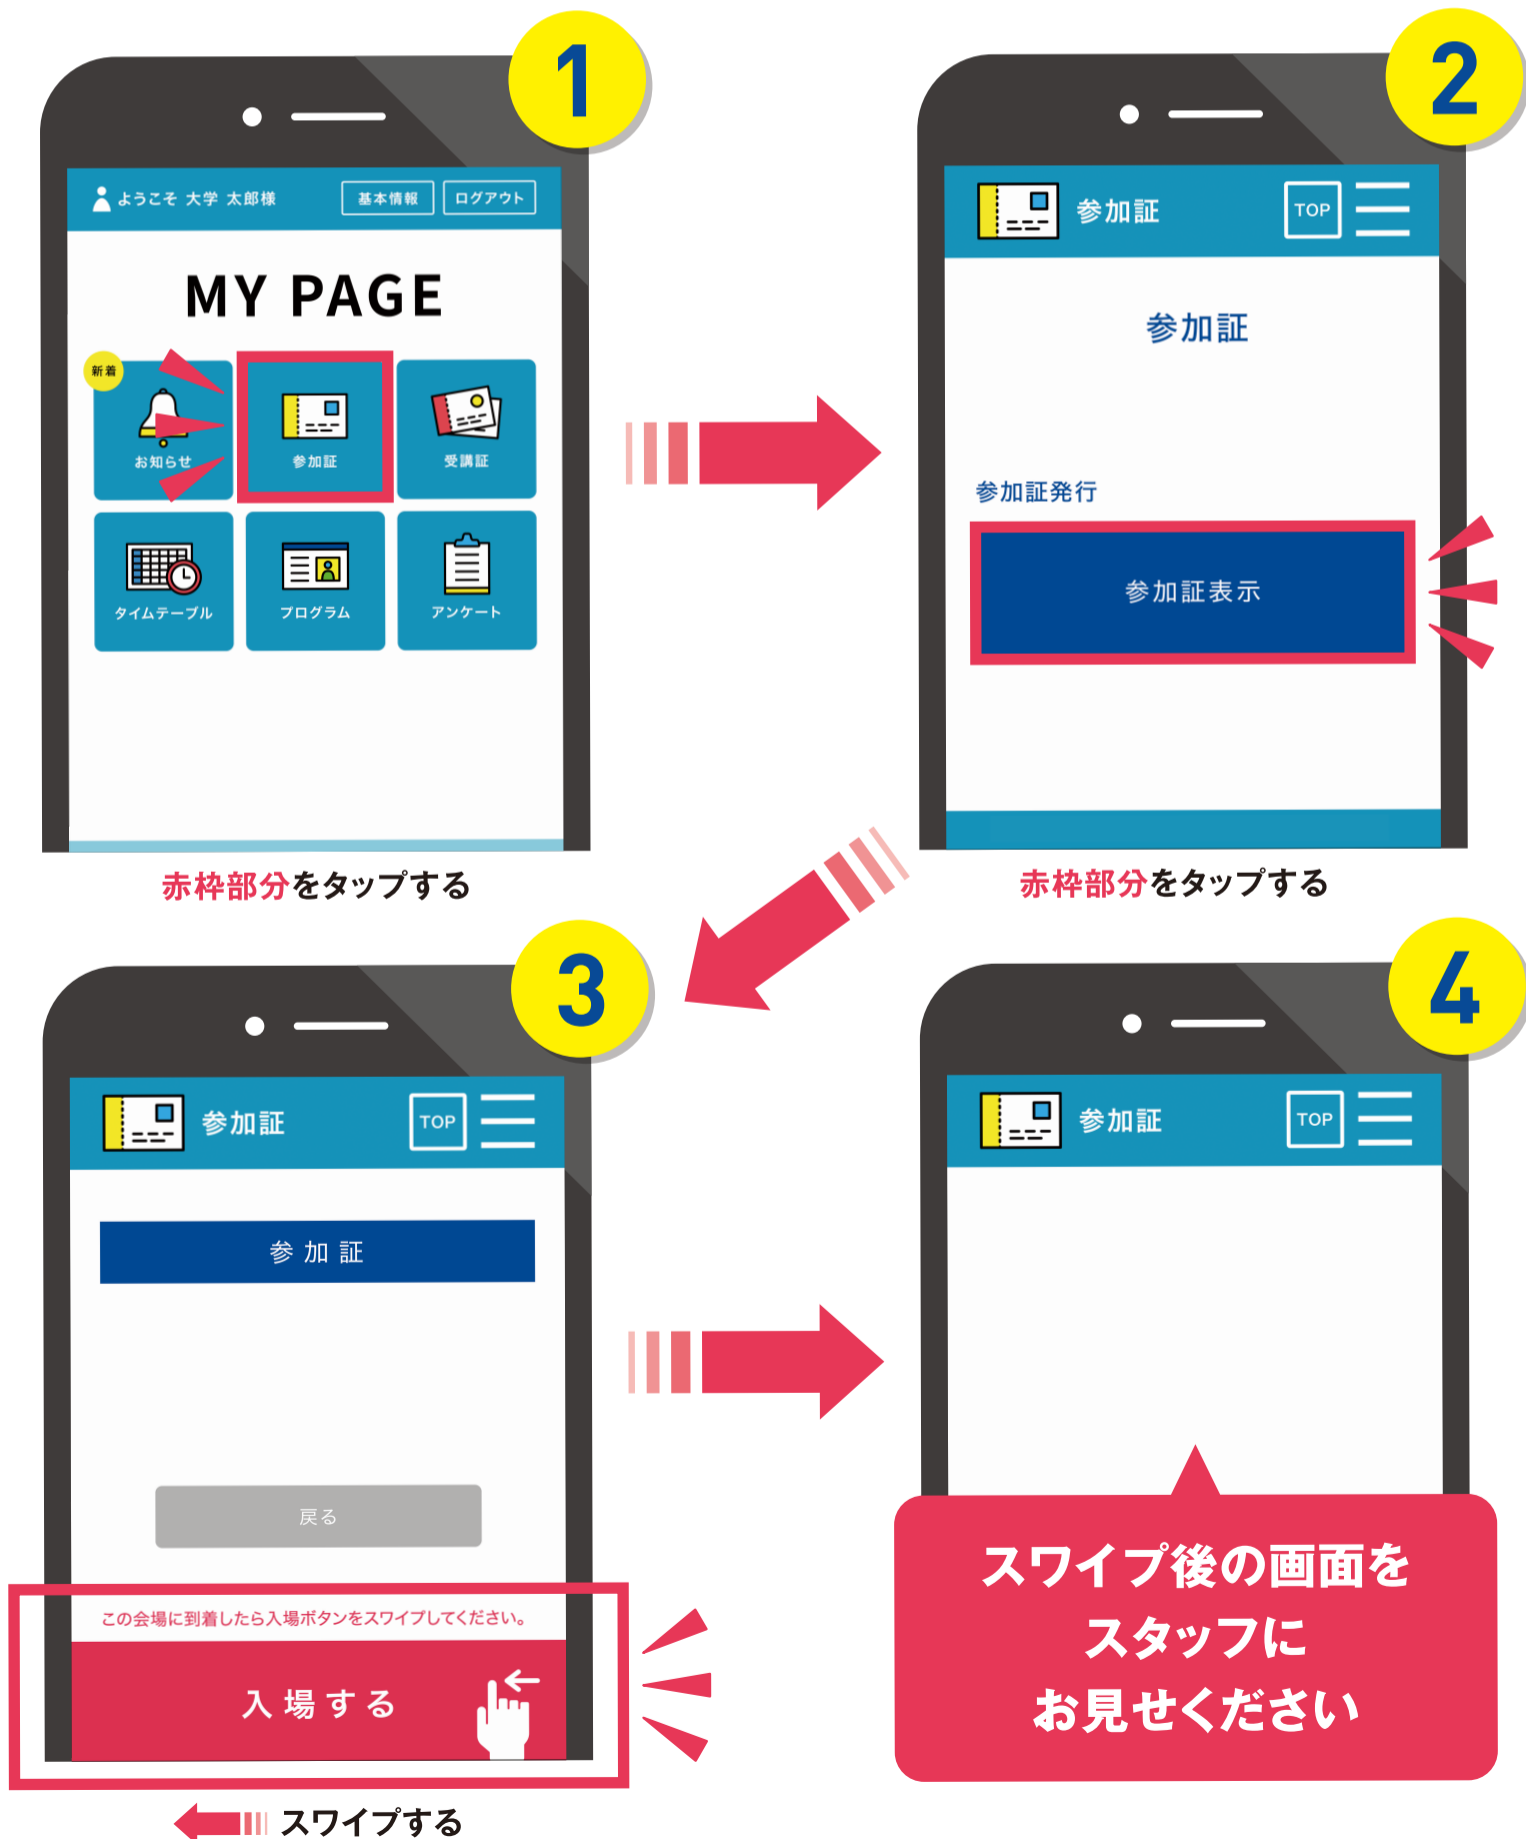 1
ようこそ 大学 太郎様
基本情報
ログアウト
MY PAGE
新着
お知らせ
参加証
受講証
タイムテーブル
プログラム
アンケート
赤枠部分をタップする
2
参加証
TOP
参加証
参加証発行
参加証表示
赤枠部分をタップする
3
参加証
TOP
参加証
戻る
この会場に到着したら入場ボタンをスワイプしてください。
入場する
スワイプする
4
参加証
TOP
スワイプ後の画面を
スタッフに
お見せください